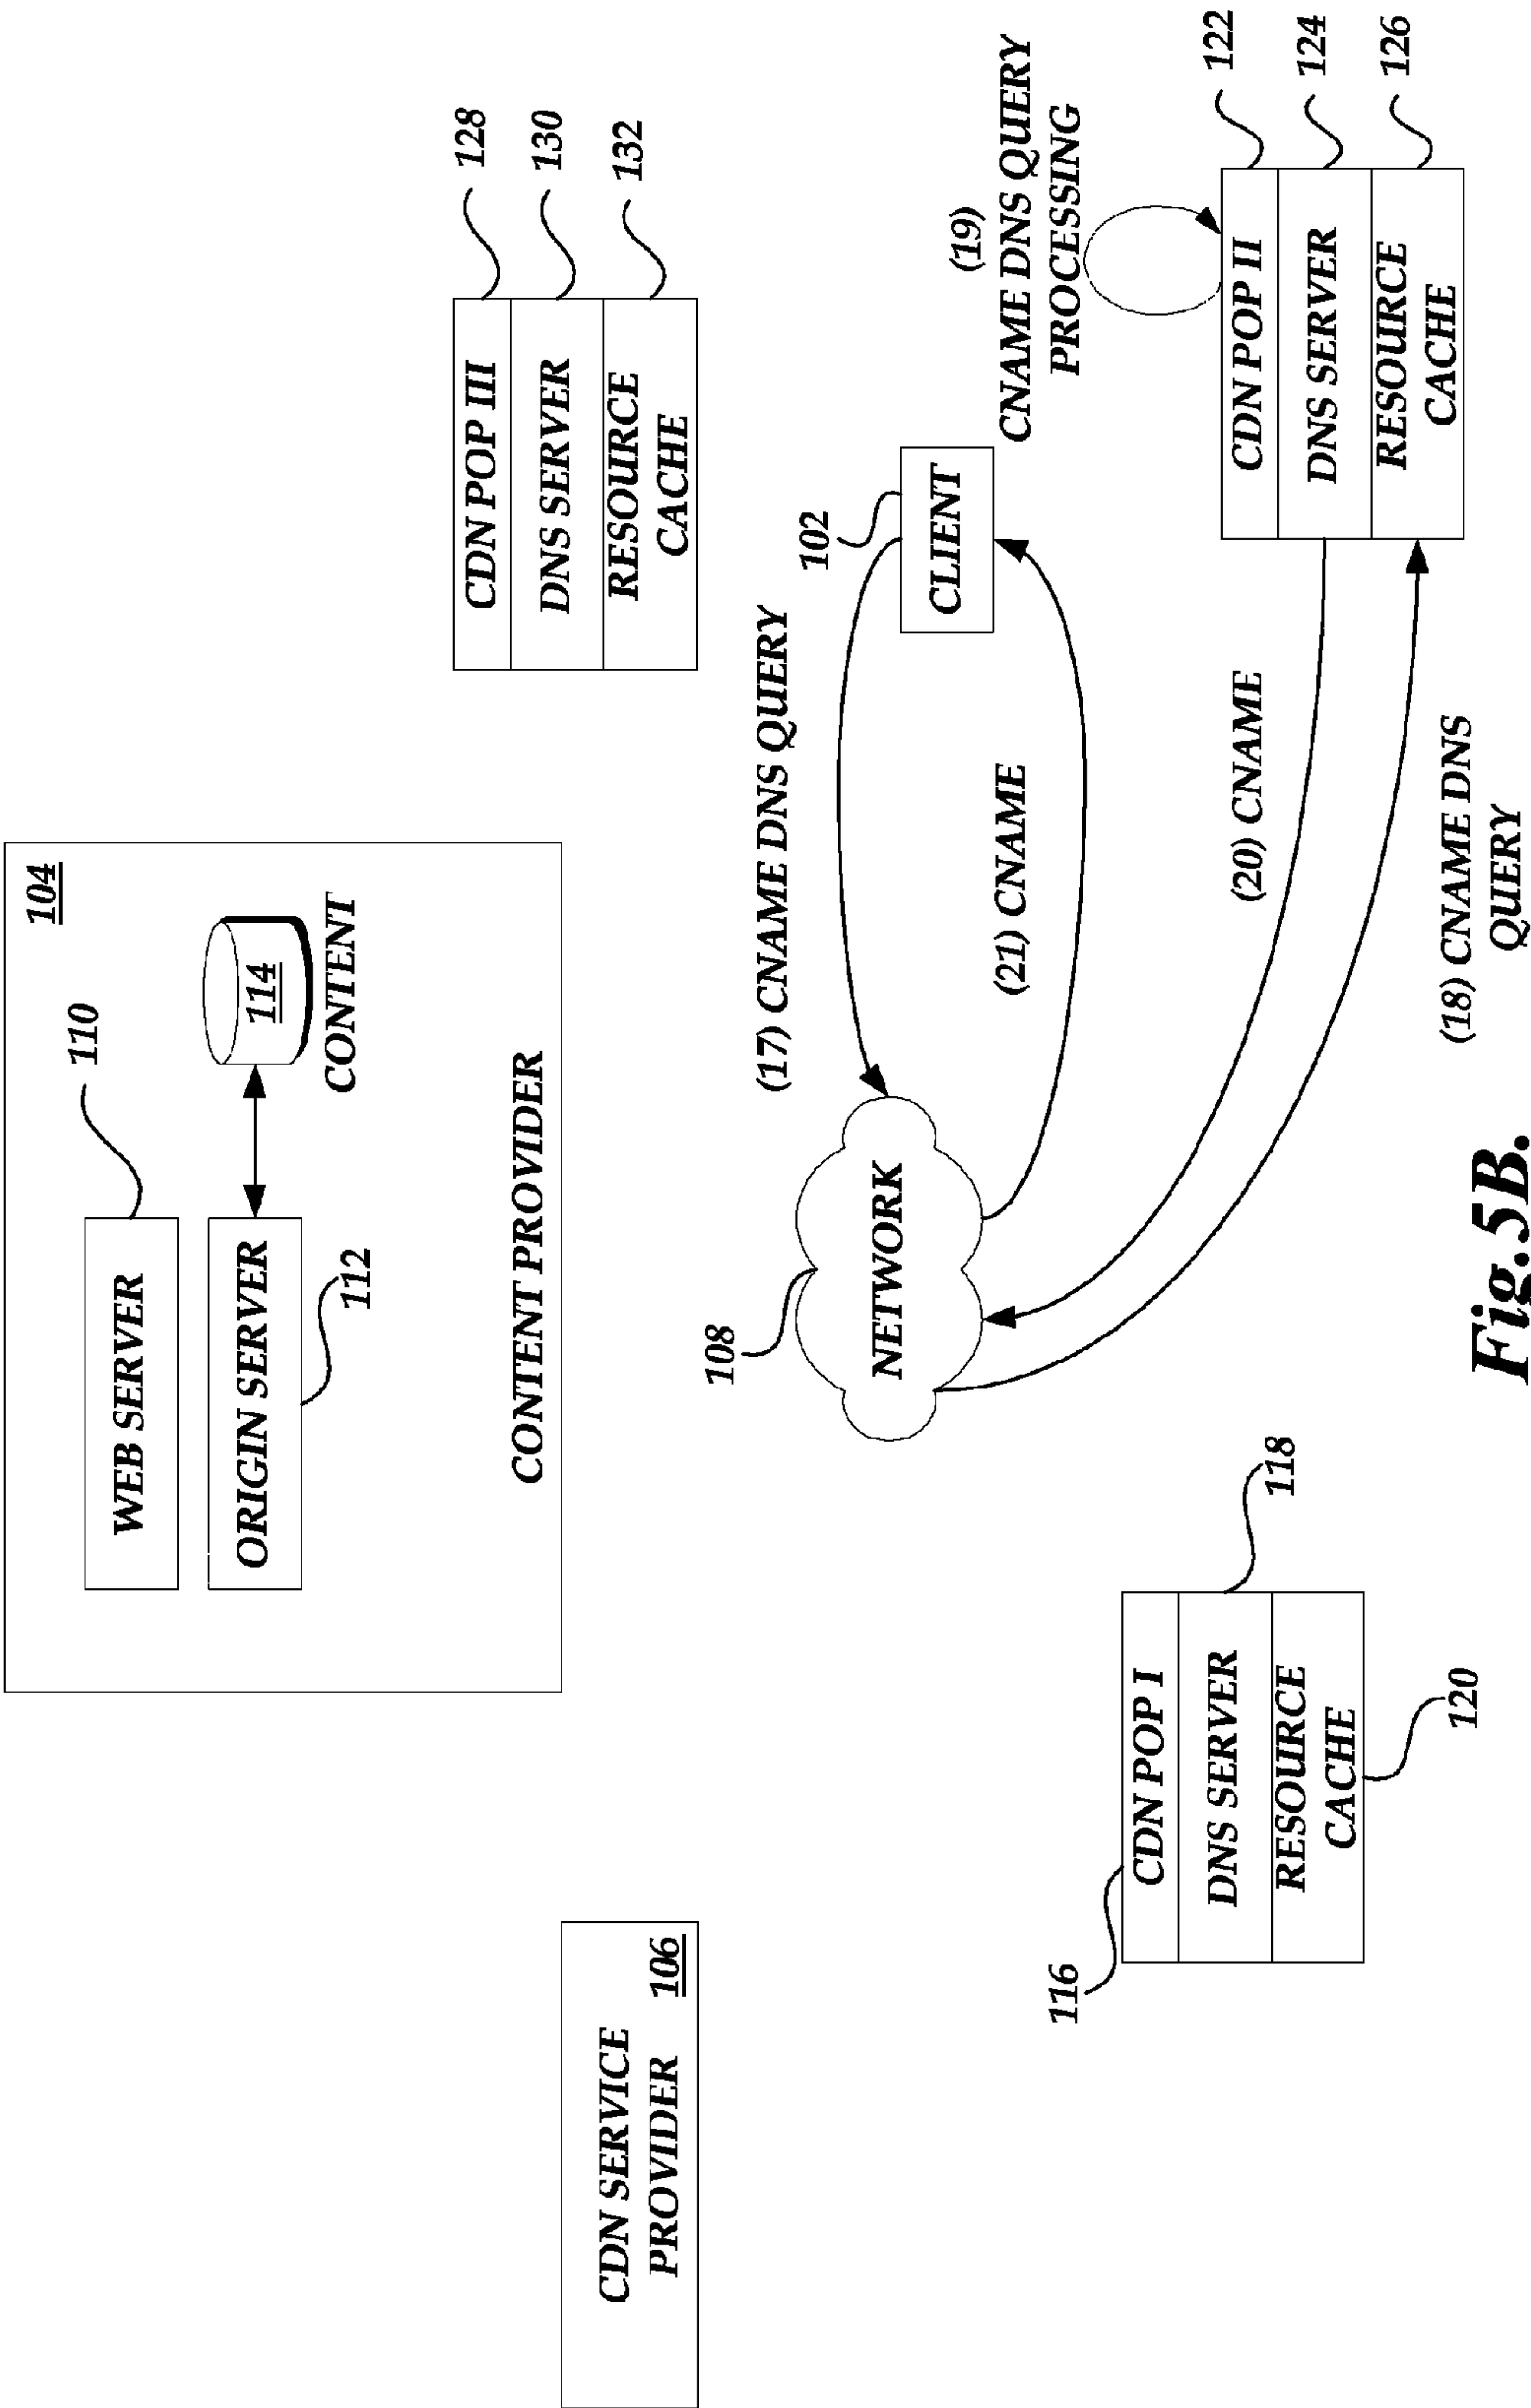 104
110
WEB SERVER
ORIGIN SERVER
112
114
CONTENT
CONTENT PROVIDER
CDN SERVICE
PROVIDER
106
128
130
132
CDN POP III
DNS SERVER
RESOURCE
CACHE
(17) CNAME DNS QUERY
102
CLIENT
108
NETWORK
(21) CNAME
(19)
CNAME DNS QUERY
PROCESSING
122
124
126
CDN POP II
DNS SERVER
RESOURCE
CACHE
(20) CNAME
(18) CNAME DNS
QUERY
116
118
CDN POP I
DNS SERVER
RESOURCE
CACHE
120
Fig.5B.